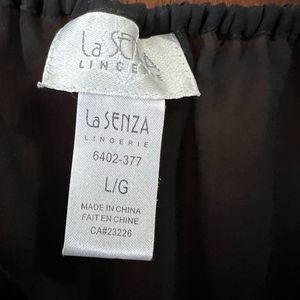 La SENZA
LINGERIE
La SENZA
LINGERIE
6402-377
L/G
MADE IN CHINA
FAIT EN CHINE
CA#23226